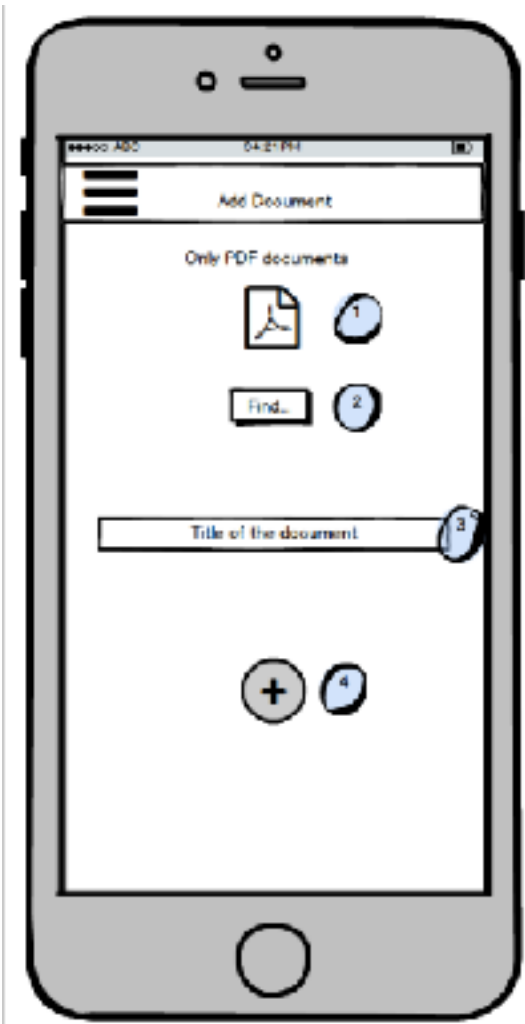 ABC 04:21 PM
Add Document
Only PDF documents
1
Find...
2
Title of the document
3
+
4